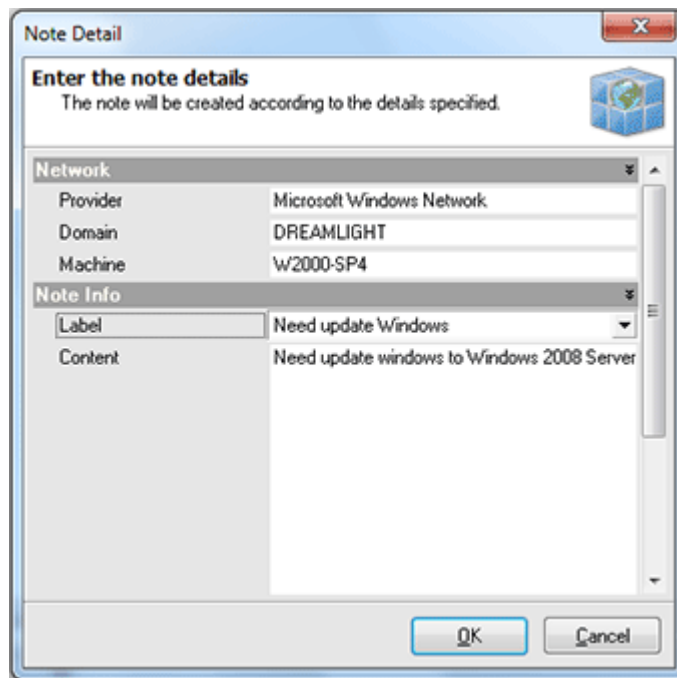 Note Detail
Enter the note details
The note will be created according to the details specified.
Network
Provider Microsoft Windows Network
Domain DREAMLIGHT
Machine W2000-SP4
Note Info
Label Need update Windows
Content Need update windows to Windows 2008 Server
OK Cancel